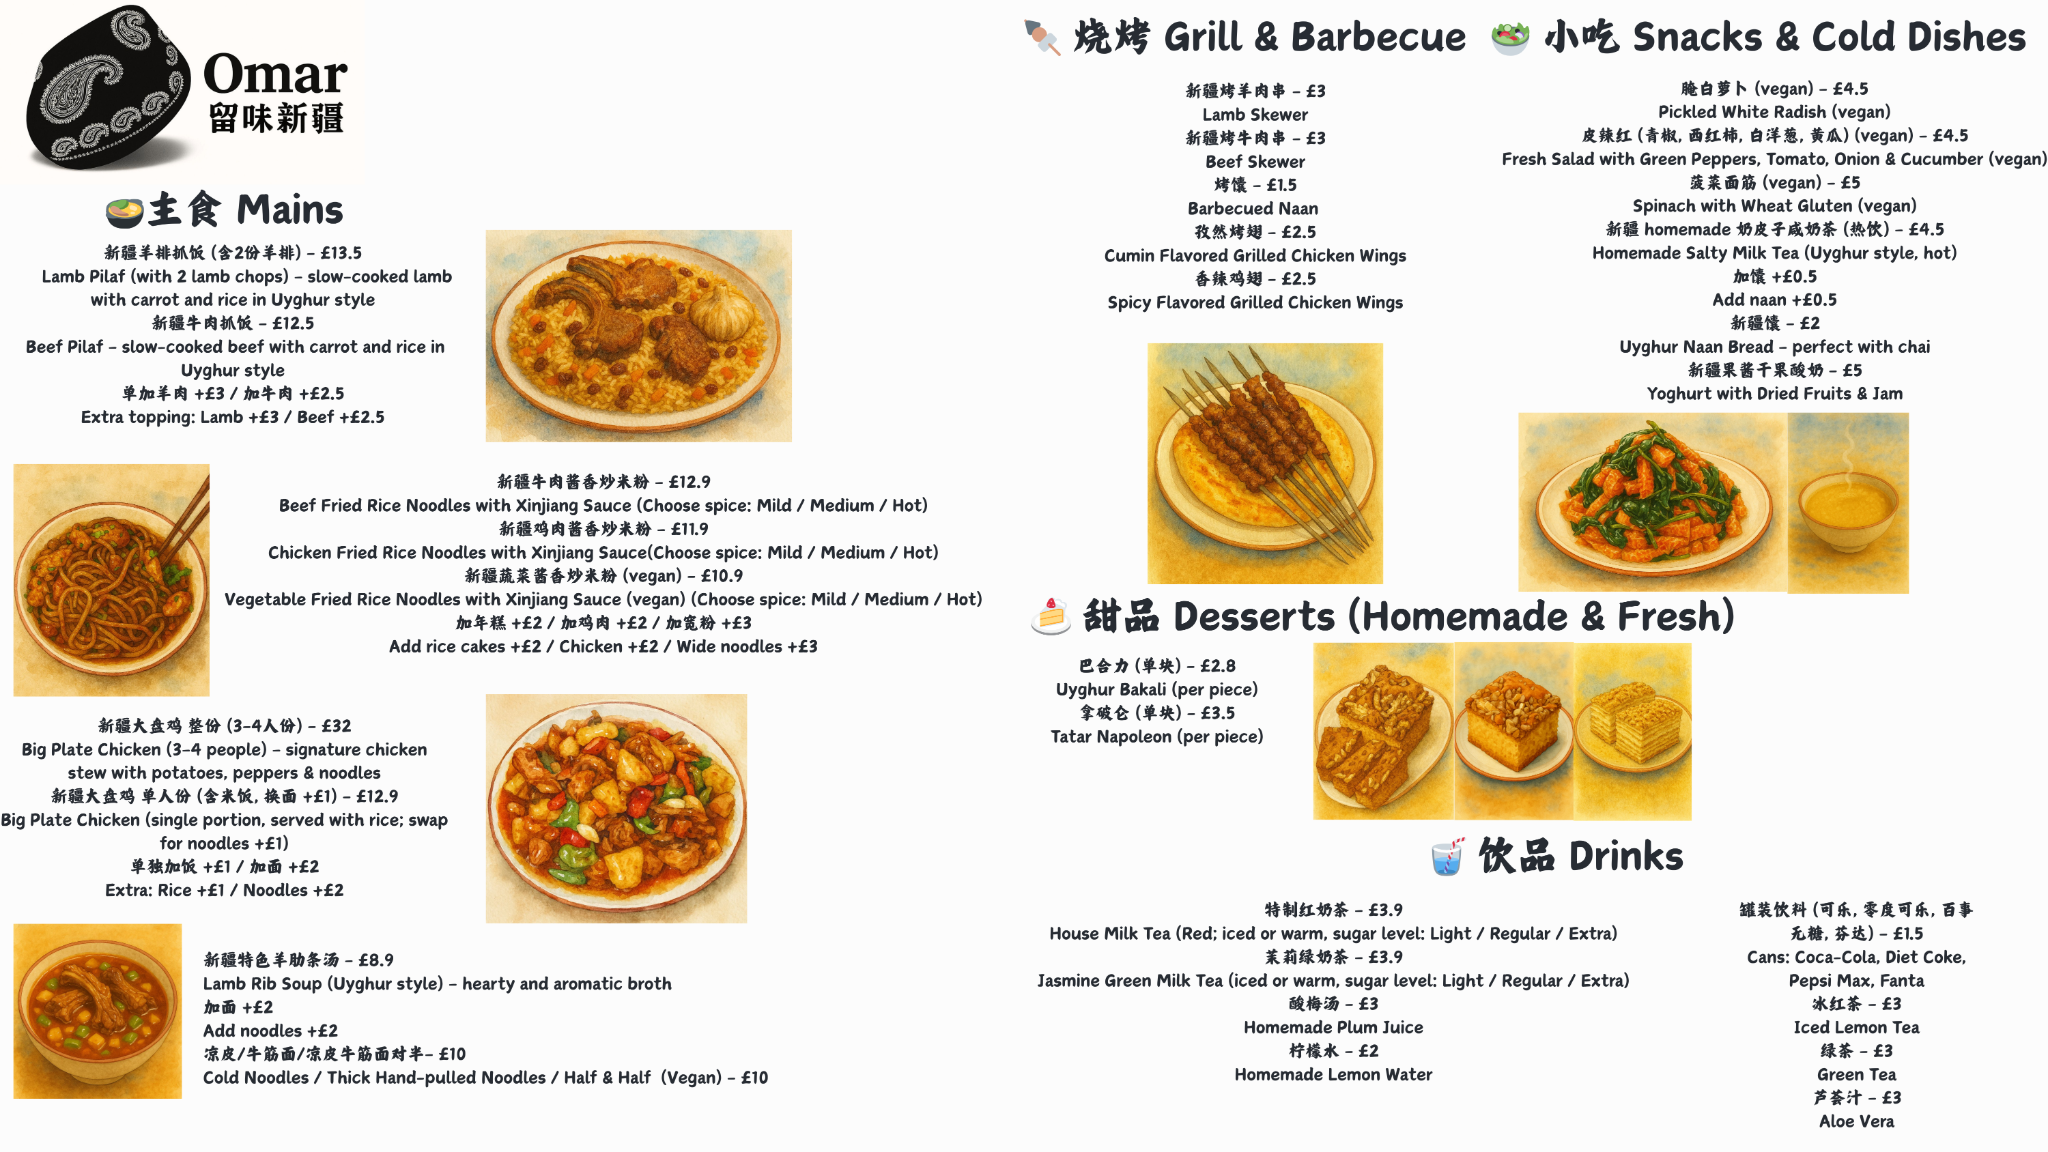 Omar
留味新疆
主食 Mains
新疆羊排抓饭 (含2份羊排) – £13.5
Lamb Pilaf (with 2 lamb chops) – slow-cooked lamb
with carrot and rice in Uyghur style
新疆牛肉抓饭 – £12.5
Beef Pilaf – slow-cooked beef with carrot and rice in
Uyghur style
单加羊肉 +£3 / 加牛肉 +£2.5
Extra topping: Lamb +£3 / Beef +£2.5
新疆牛肉酱香炒米粉 – £12.9
Beef Fried Rice Noodles with Xinjiang Sauce (Choose spice: Mild / Medium / Hot)
新疆鸡肉酱香炒米粉 – £11.9
Chicken Fried Rice Noodles with Xinjiang Sauce(Choose spice: Mild / Medium / Hot)
新疆蔬菜酱香炒米粉 (vegan) – £10.9
Vegetable Fried Rice Noodles with Xinjiang Sauce (vegan) (Choose spice: Mild / Medium / Hot)
加年糕 +£2 / 加鸡肉 +£2 / 加宽粉 +£3
Add rice cakes +£2 / Chicken +£2 / Wide noodles +£3
新疆大盘鸡 整份 (3–4人份) – £32
Big Plate Chicken (3–4 people) – signature chicken
stew with potatoes, peppers & noodles
新疆大盘鸡 单人份 (含米饭, 换面 +£1) – £12.9
Big Plate Chicken (single portion, served with rice; swap
for noodles +£1)
单独加饭 +£1 / 加面 +£2
Extra: Rice +£1 / Noodles +£2
新疆特色羊肋条汤 – £8.9
Lamb Rib Soup (Uyghur style) – hearty and aromatic broth
加面 +£2
Add noodles +£2
凉皮/牛筋面/凉皮牛筋面对半– £10
Cold Noodles / Thick Hand-pulled Noodles / Half & Half (Vegan) – £10
烧烤 Grill & Barbecue
新疆烤羊肉串 – £3
Lamb Skewer
新疆烤牛肉串 – £3
Beef Skewer
烤馕 – £1.5
Barbecued Naan
孜然烤翅 – £2.5
Cumin Flavored Grilled Chicken Wings
香辣鸡翅 – £2.5
Spicy Flavored Grilled Chicken Wings
小吃 Snacks & Cold Dishes
腌白萝卜 (vegan) – £4.5
Pickled White Radish (vegan)
皮辣红 (青椒, 西红柿, 白洋葱, 黄瓜) (vegan) – £4.5
Fresh Salad with Green Peppers, Tomato, Onion & Cucumber (vegan)
菠菜面筋 (vegan) – £5
Spinach with Wheat Gluten (vegan)
新疆 homemade 奶皮子咸奶茶 (热饮) – £4.5
Homemade Salty Milk Tea (Uyghur style, hot)
加馕 +£0.5
Add naan +£0.5
新疆馕 – £2
Uyghur Naan Bread – perfect with chai
新疆果酱干果酸奶 – £5
Yoghurt with Dried Fruits & Jam
甜品 Desserts (Homemade & Fresh)
巴合力 (单块) – £2.8
Uyghur Bakali (per piece)
拿破仑 (单块) – £3.5
Tatar Napoleon (per piece)
饮品 Drinks
特制红奶茶 – £3.9
House Milk Tea (Red; iced or warm, sugar level: Light / Regular / Extra)
茉莉绿奶茶 – £3.9
Jasmine Green Milk Tea (iced or warm, sugar level: Light / Regular / Extra)
酸梅汤 – £3
Homemade Plum Juice
柠檬水 – £2
Homemade Lemon Water
罐装饮料 (可乐, 零度可乐, 百事
无糖, 芬达) – £1.5
Cans: Coca-Cola, Diet Coke,
Pepsi Max, Fanta
冰红茶 – £3
Iced Lemon Tea
绿茶 – £3
Green Tea
芦荟汁 – £3
Aloe Vera